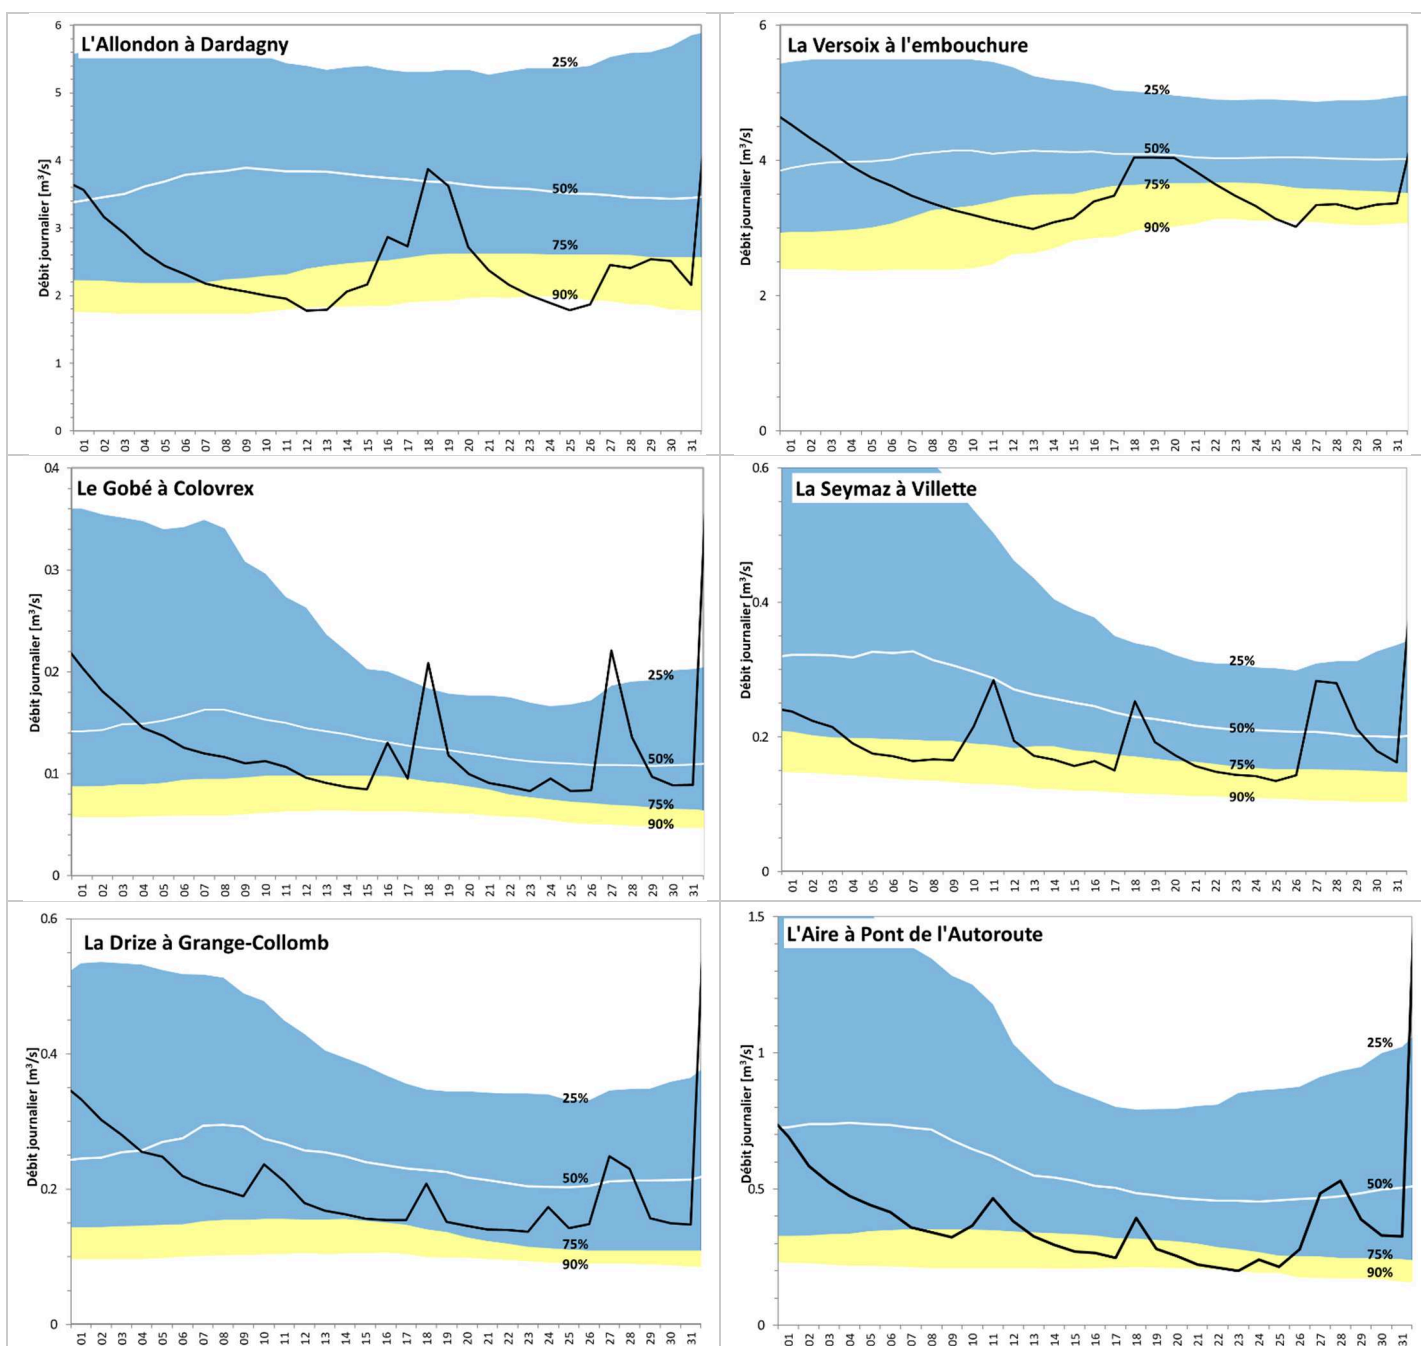 L'Allondon à Dardagny
Débit journalier [m³/s]
6
5
4
3
2
1
0
25%
50%
75%
90%
01 02 03 04 05 06 07 08 09 10 11 12 13 14 15 16 17 18 19 20 21 22 23 24 25 26 27 28 29 30 31
La Versoix à l'embouchure
Débit journalier [m³/s]
6
4
2
0
25%
50%
75%
90%
01 02 03 04 05 06 07 08 09 10 11 12 13 14 15 16 17 18 19 20 21 22 23 24 25 26 27 28 29 30 31
Le Gobé à Colovrex
Débit journalier [m³/s]
0.4
0.3
0.2
0.1
0
25%
50%
75%
90%
01 02 03 04 05 06 07 08 09 10 11 12 13 14 15 16 17 18 19 20 21 22 23 24 25 26 27 28 29 30 31
La Seymaz à Villette
Débit journalier [m³/s]
0.6
0.4
0.2
0
25%
50%
75%
90%
01 02 03 04 05 06 07 08 09 10 11 12 13 14 15 16 17 18 19 20 21 22 23 24 25 26 27 28 29 30 31
La Drize à Grange-Collomb
Débit journalier [m³/s]
0.6
0.4
0.2
0
25%
50%
75%
90%
01 02 03 04 05 06 07 08 09 10 11 12 13 14 15 16 17 18 19 20 21 22 23 24 25 26 27 28 29 30 31
L'Aire à Pont de l'Autoroute
Débit journalier [m³/s]
1.5
1
0.5
0
25%
50%
75%
90%
01 02 03 04 05 06 07 08 09 10 11 12 13 14 15 16 17 18 19 20 21 22 23 24 25 26 27 28 29 30 31